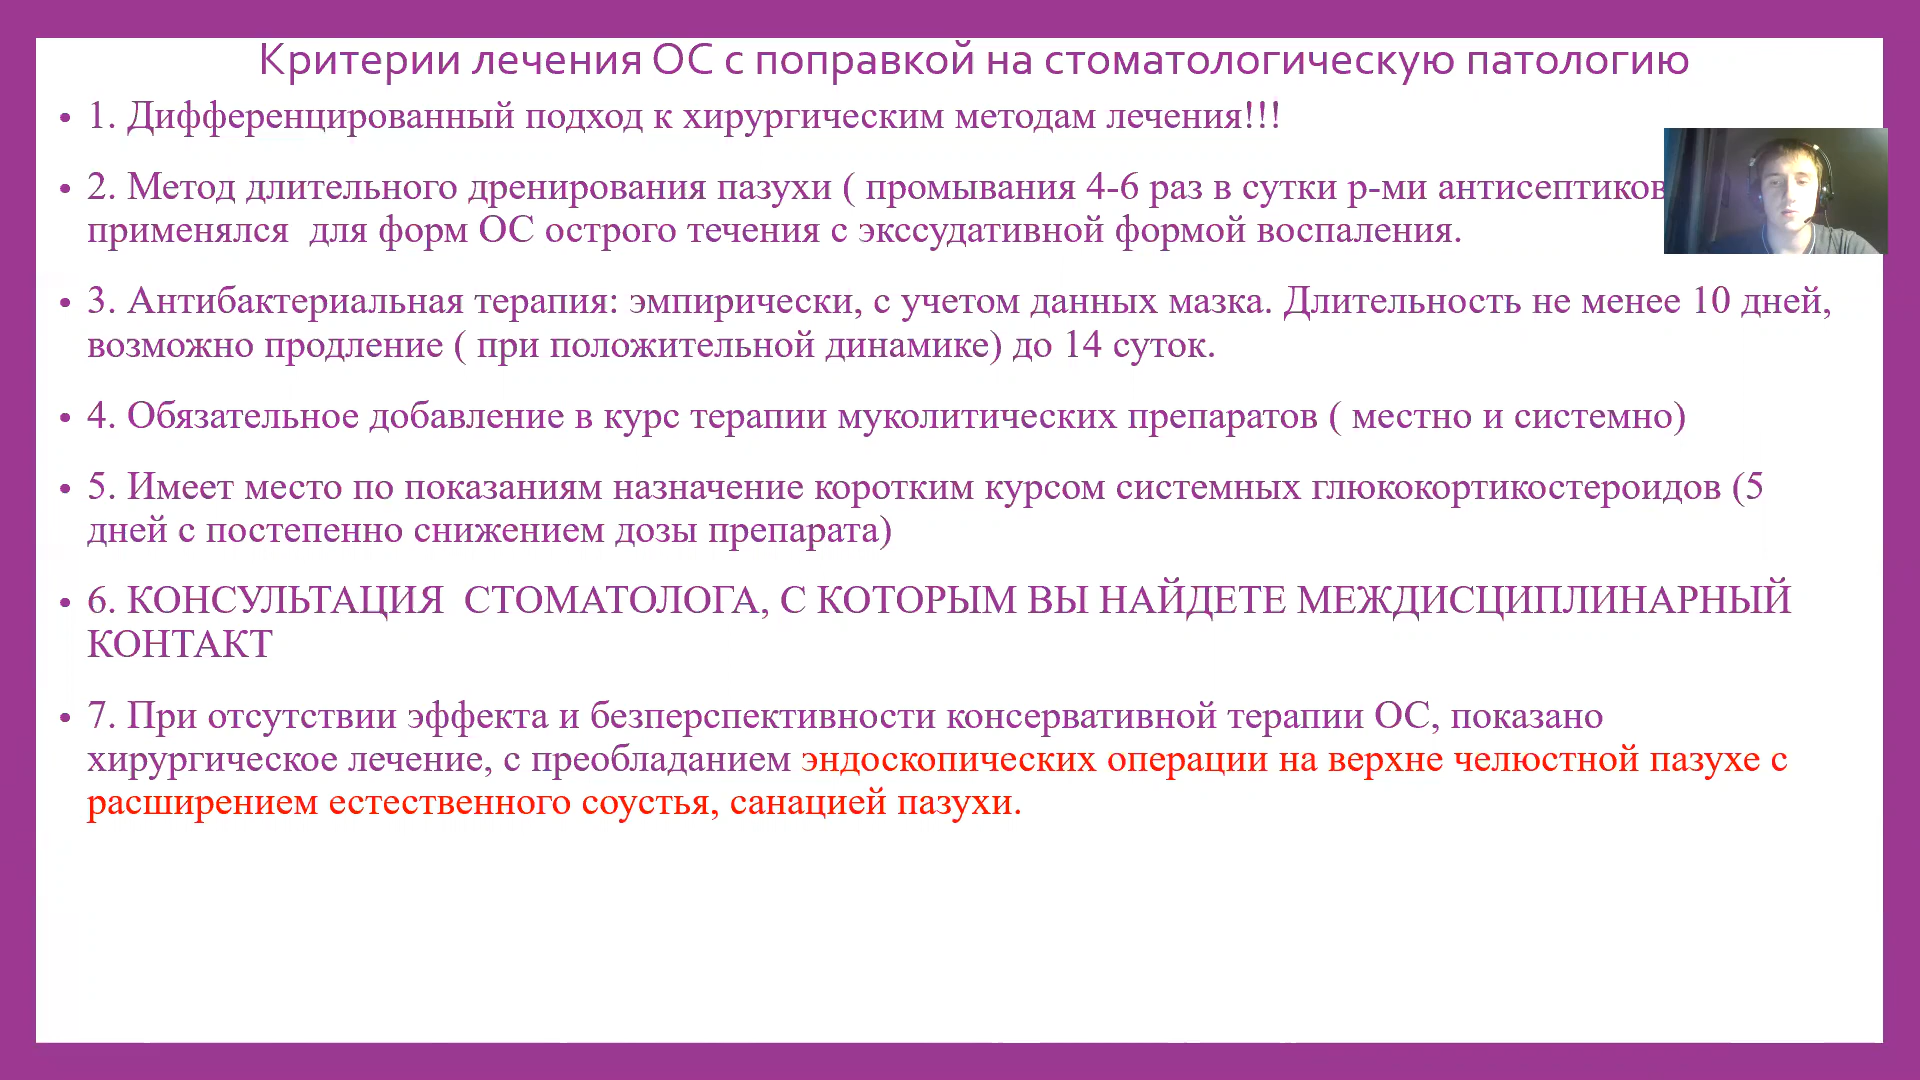 Критерии лечения ОС с поправкой на стоматологическую патологию
• 1. Дифференцированный подход к хирургическим методам лечения!!!
• 2. Метод длительного дренирования пазухи ( промывания 4-6 раз в сутки р-ми антисептиков
применялся  для форм ОС острого течения с экссудативной формой воспаления.
• 3. Антибактериальная терапия: эмпирически, с учетом данных мазка. Длительность не менее 10 дней,
возможно продление ( при положительной динамике) до 14 суток.
• 4. Обязательное добавление в курс терапии муколитических препаратов ( местно и системно)
• 5. Имеет место по показаниям назначение коротким курсом системных глюкокортикостероидов (5
дней с постепенно снижением дозы препарата)
• 6. КОНСУЛЬТАЦИЯ  СТОМАТОЛОГА, С КОТОРЫМ ВЫ НАЙДЕТЕ МЕЖДИСЦИПЛИНАРНЫЙ
КОНТАКТ
• 7. При отсутствии эффекта и безперспективности консервативной терапии ОС, показано
хирургическое лечение, с преобладанием эндоскопических операции на верхне челюстной пазухе с
расширением естественного соустья, санацией пазухи.